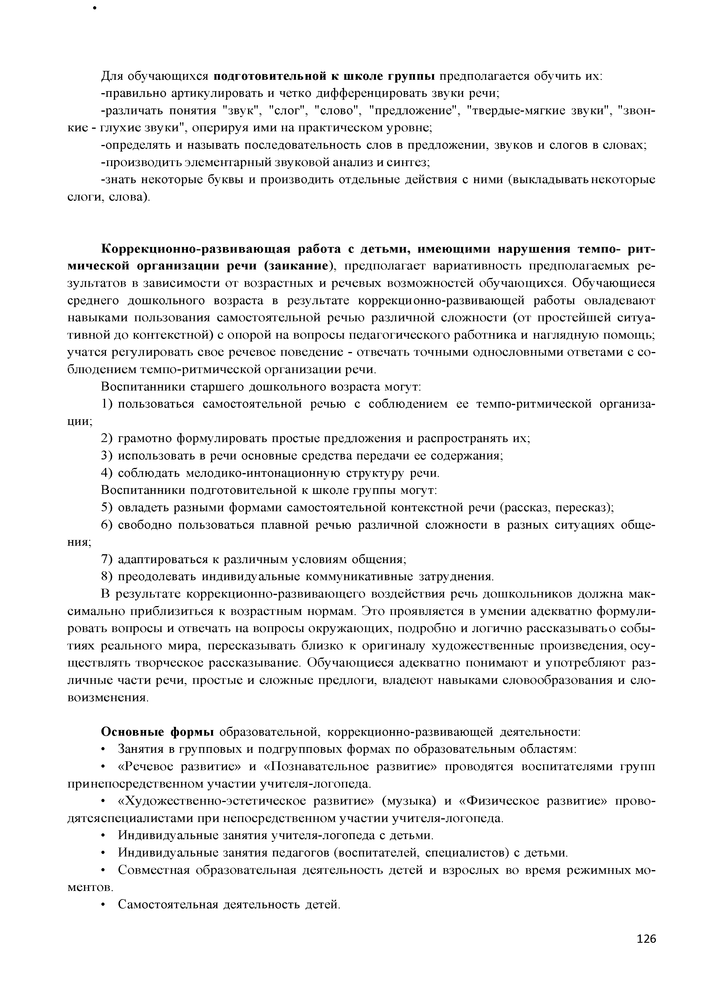 •
Для обучающихся подготовительной к школе группы предполагается обучить их:
-правильно артикулировать и четко дифференцировать звуки речи;
-различать понятия "звук", "слог", "слово", "предложение", "твердые-мягкие звуки", "звон-
кие - глухие звуки", оперируя ими на практическом уровне;
-определять и называть последовательность слов в предложении, звуков и слогов в словах;
-производить элементарный звуковой анализ и синтез;
-знать некоторые буквы и производить отдельные действия с ними (выкладыватьнекоторые
слоги, слова).
Коррекционно-развивающая работа с детьми, имеющими нарушения темпо- рит-
мической организации речи (заикание), предполагает вариативность предполагаемых ре-
зультатов в зависимости от возрастных и речевых возможностей обучающихся. Обучающиеся
среднего дошкольного возраста в результате коррекционно-развивающей работы овладевают
навыками пользования самостоятельной речью различной сложности (от простейшей ситуа-
тивной до контекстной) с опорой на вопросы педагогического работника и наглядную помощь;
учатся регулировать свое речевое поведение - отвечать точными однословными ответами с со-
блюдением темпо-ритмической организации речи.
Воспитанники старшего дошкольного возраста могут:
1) пользоваться самостоятельной речью с соблюдением ее темпо-ритмической организа-
ции;
2) грамотно формулировать простые предложения и распространять их;
3) использовать в речи основные средства передачи ее содержания;
4) соблюдать мелодико-интонационную структуру речи.
Воспитанники подготовительной к школе группы могут:
5) овладеть разными формами самостоятельной контекстной речи (рассказ, пересказ);
6) свободно пользоваться плавной речью различной сложности в разных ситуациях обще-
ния;
7) адаптироваться к различным условиям общения;
8) преодолевать индивидуальные коммуникативные затруднения.
В результате коррекционно-развивающего воздействия речь дошкольников должна мак-
симально приблизиться к возрастным нормам. Это проявляется в умении адекватно формули-
ровать вопросы и отвечать на вопросы окружающих, подробно и логично рассказыватьо собы-
тиях реального мира, пересказывать близко к оригиналу художественные произведения, осу-
ществлять творческое рассказывание. Обучающиеся адекватно понимают и употребляют раз-
личные части речи, простые и сложные предлоги, владеют навыками словообразования и сло-
воизменения.
Основные формы образовательной, коррекционно-развивающей деятельности:
• Занятия в групповых и подгрупповых формах по образовательным областям:
• «Речевое развитие» и «Познавательное развитие» проводятся воспитателями групп
принепосредственном участии учителя-логопеда.
• «Художественно-эстетическое развитие» (музыка) и «Физическое развитие» прово-
дятсяспециалистами при непосредственном участии учителя-логопеда.
• Индивидуальные занятия учителя-логопеда с детьми.
• Индивидуальные занятия педагогов (воспитателей, специалистов) с детьми.
• Совместная образовательная деятельность детей и взрослых во время режимных мо-
ментов.
• Самостоятельная деятельность детей.
126